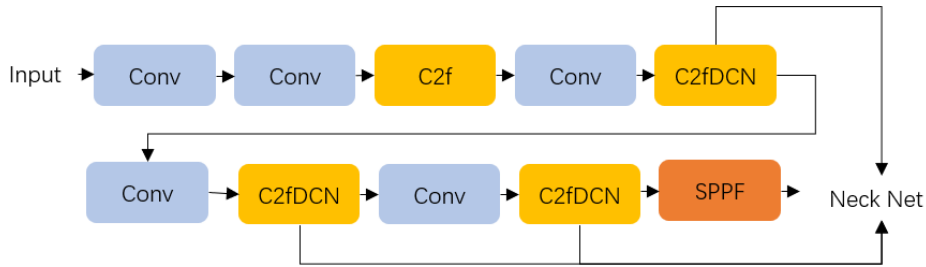 Input
Conv
Conv
C2f
Conv
C2fDCN
Conv
C2fDCN
Conv
C2fDCN
SPPF
Neck Net